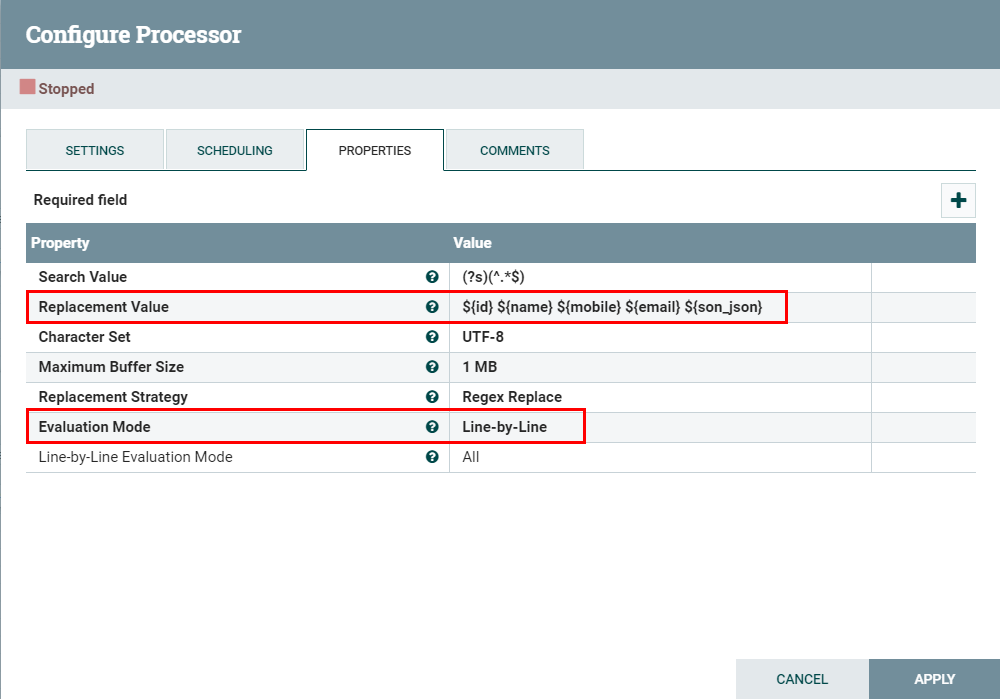 Configure Processor
Stopped
SETTINGS SCHEDULING PROPERTIES COMMENTS
Required field
Property Value
Search Value (?s)(^.*$)
Replacement Value ${id} ${name} ${mobile} ${email} ${son_json}
Character Set UTF-8
Maximum Buffer Size 1 MB
Replacement Strategy Regex Replace
Evaluation Mode Line-by-Line
Line-by-Line Evaluation Mode All
CANCEL APPLY